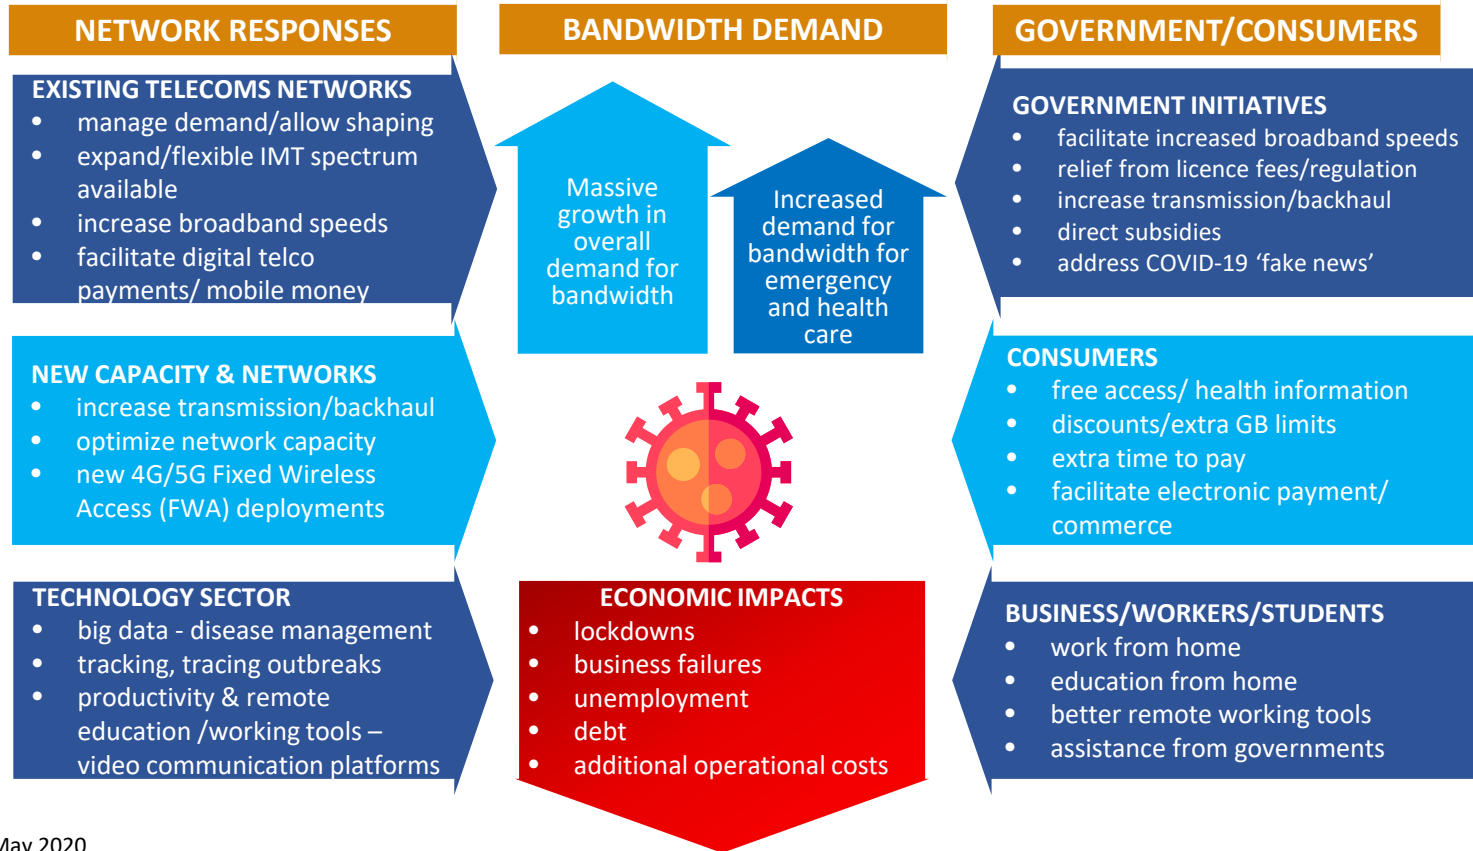 NETWORK RESPONSES
EXISTING TELECOMS NETWORKS
• manage demand/allow shaping
• expand/flexible IMT spectrum
available
• increase broadband speeds
• facilitate digital telco
payments/ mobile money
NEW CAPACITY & NETWORKS
• increase transmission/backhaul
• optimize network capacity
• new 4G/5G Fixed Wireless
Access (FWA) deployments
TECHNOLOGY SECTOR
• big data - disease management
• tracking, tracing outbreaks
• productivity & remote
education /working tools –
video communication platforms
BANDWIDTH DEMAND
Massive
growth in
overall
demand for
bandwidth
Increased
demand for
bandwidth for
emergency
and health
care
ECONOMIC IMPACTS
• lockdowns
• business failures
• unemployment
• debt
• additional operational costs
GOVERNMENT/CONSUMERS
GOVERNMENT INITIATIVES
• facilitate increased broadband speeds
• relief from licence fees/regulation
• increase transmission/backhaul
• direct subsidies
• address COVID-19 ‘fake news’
CONSUMERS
• free access/ health information
• discounts/extra GB limits
• extra time to pay
• facilitate electronic payment/
commerce
BUSINESS/WORKERS/STUDENTS
• work from home
• education from home
• better remote working tools
• assistance from governments
May 2020